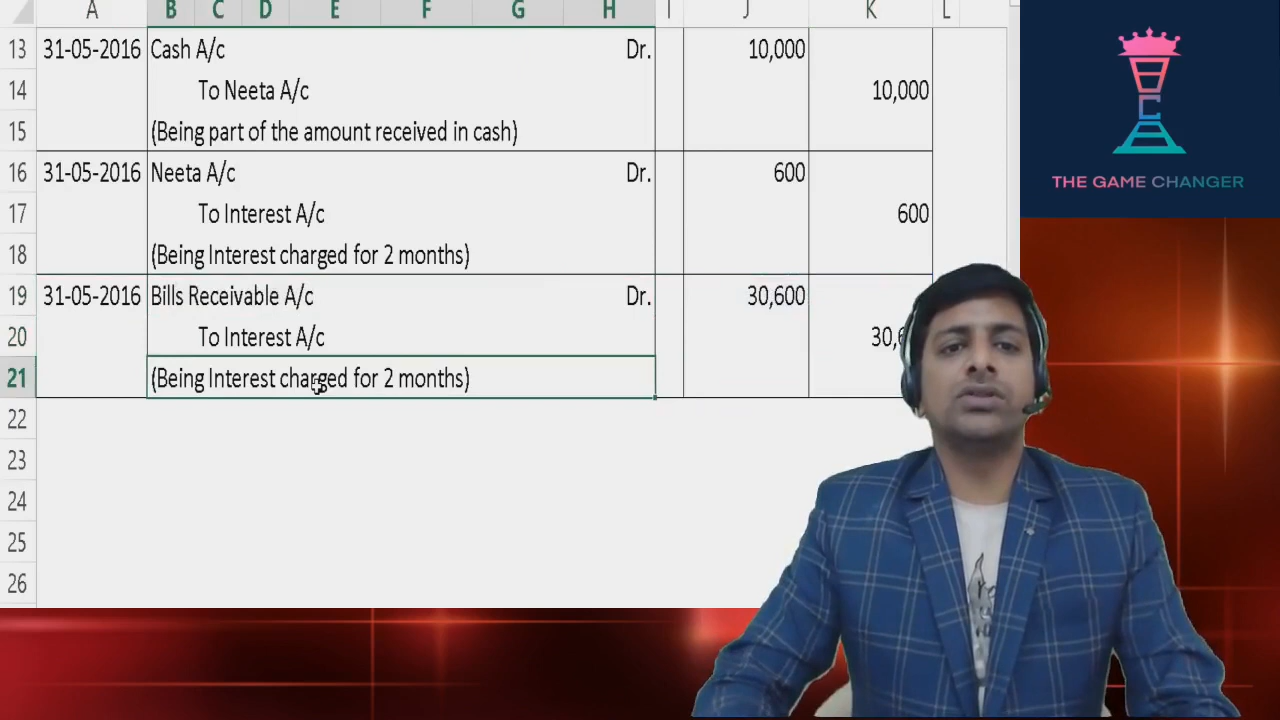 A B C D E F G H I J K L
13 31-05-2016 Cash A/c Dr. 10,000
14 To Neeta A/c 10,000
15 (Being part of the amount received in cash)
16 31-05-2016 Neeta A/c Dr. 600
17 To Interest A/c 600
18 (Being Interest charged for 2 months)
19 31-05-2016 Bills Receivable A/c Dr. 30,600
20 To Interest A/c
21 (Being Interest charged for 2 months)
22
23
24
25
26
THE GAME CHANGER